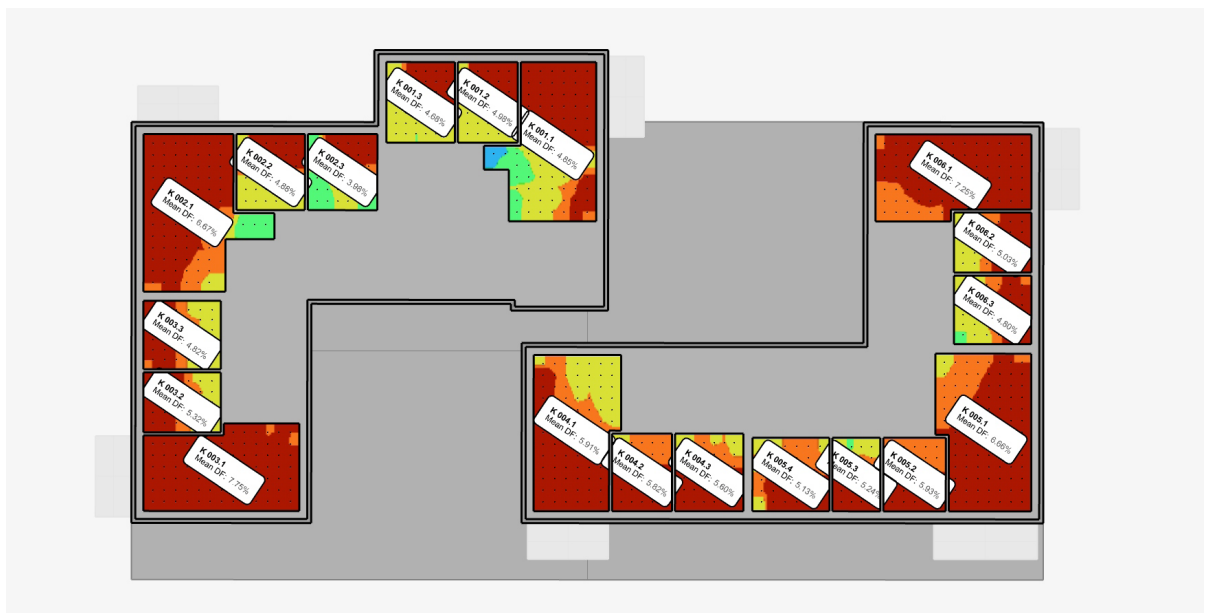 K 001.3
Mean DF: 4.68%
K 001.2
Mean DF: 4.98%
K 001.1
Mean DF: 4.85%
K 002.1
Mean DF: 6.67%
K 002.2
Mean DF: 4.88%
K 002.3
Mean DF: 3.98%
K 006.1
Mean DF: 7.25%
K 006.2
Mean DF: 5.03%
K 006.3
Mean DF: 4.80%
K 003.3
Mean DF: 4.82%
K 003.2
Mean DF: 5.32%
K 003.1
Mean DF: 7.75%
K 004.1
Mean DF: 5.91%
K 004.2
Mean DF: 5.82%
K 004.3
Mean DF: 5.60%
K 005.4
Mean DF: 5.13%
K 005.3
Mean DF: 5.24%
K 005.2
Mean DF: 5.93%
K 005.1
Mean DF: 6.66%